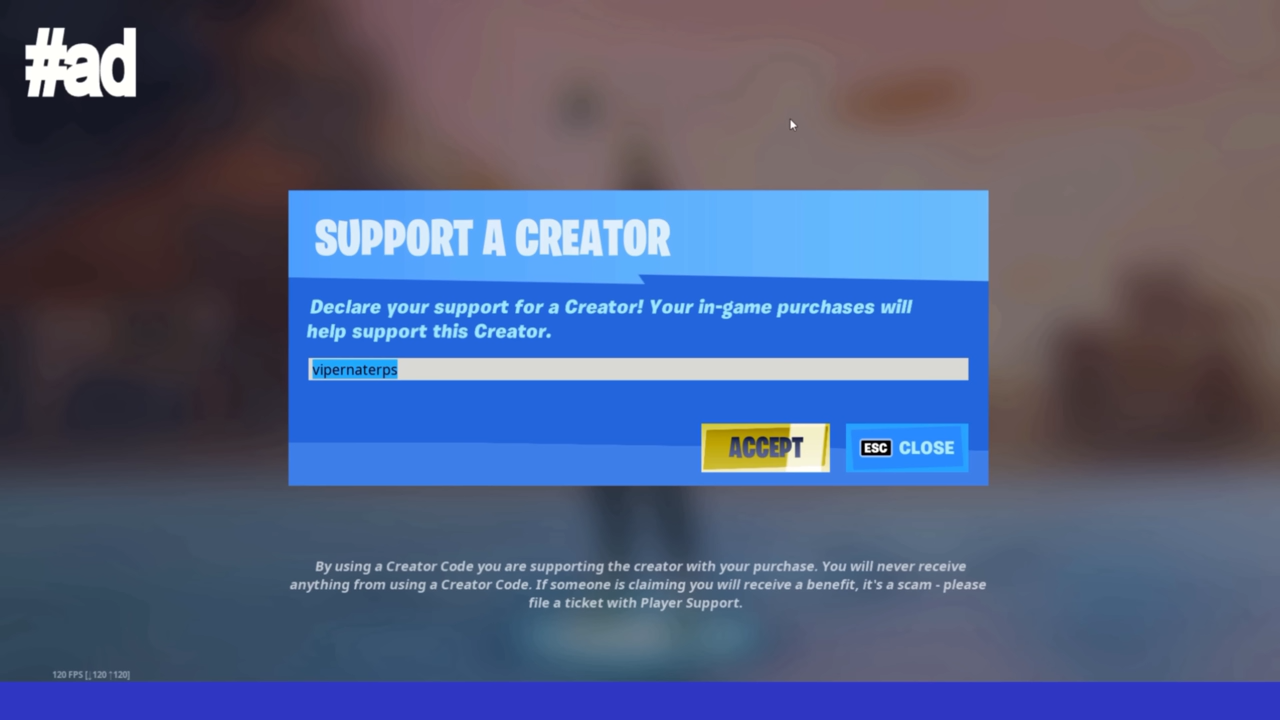 #ad
SUPPORT A CREATOR
Declare your support for a Creator! Your in-game purchases will
help support this Creator.
vipernaterps
ACCEPT
ESC CLOSE
By using a Creator Code you are supporting the creator with your purchase. You will never receive
anything from using a Creator Code. If someone is claiming you will receive a benefit, it's a scam - please
file a ticket with Player Support.
120 FPS [↓120 ↑120]